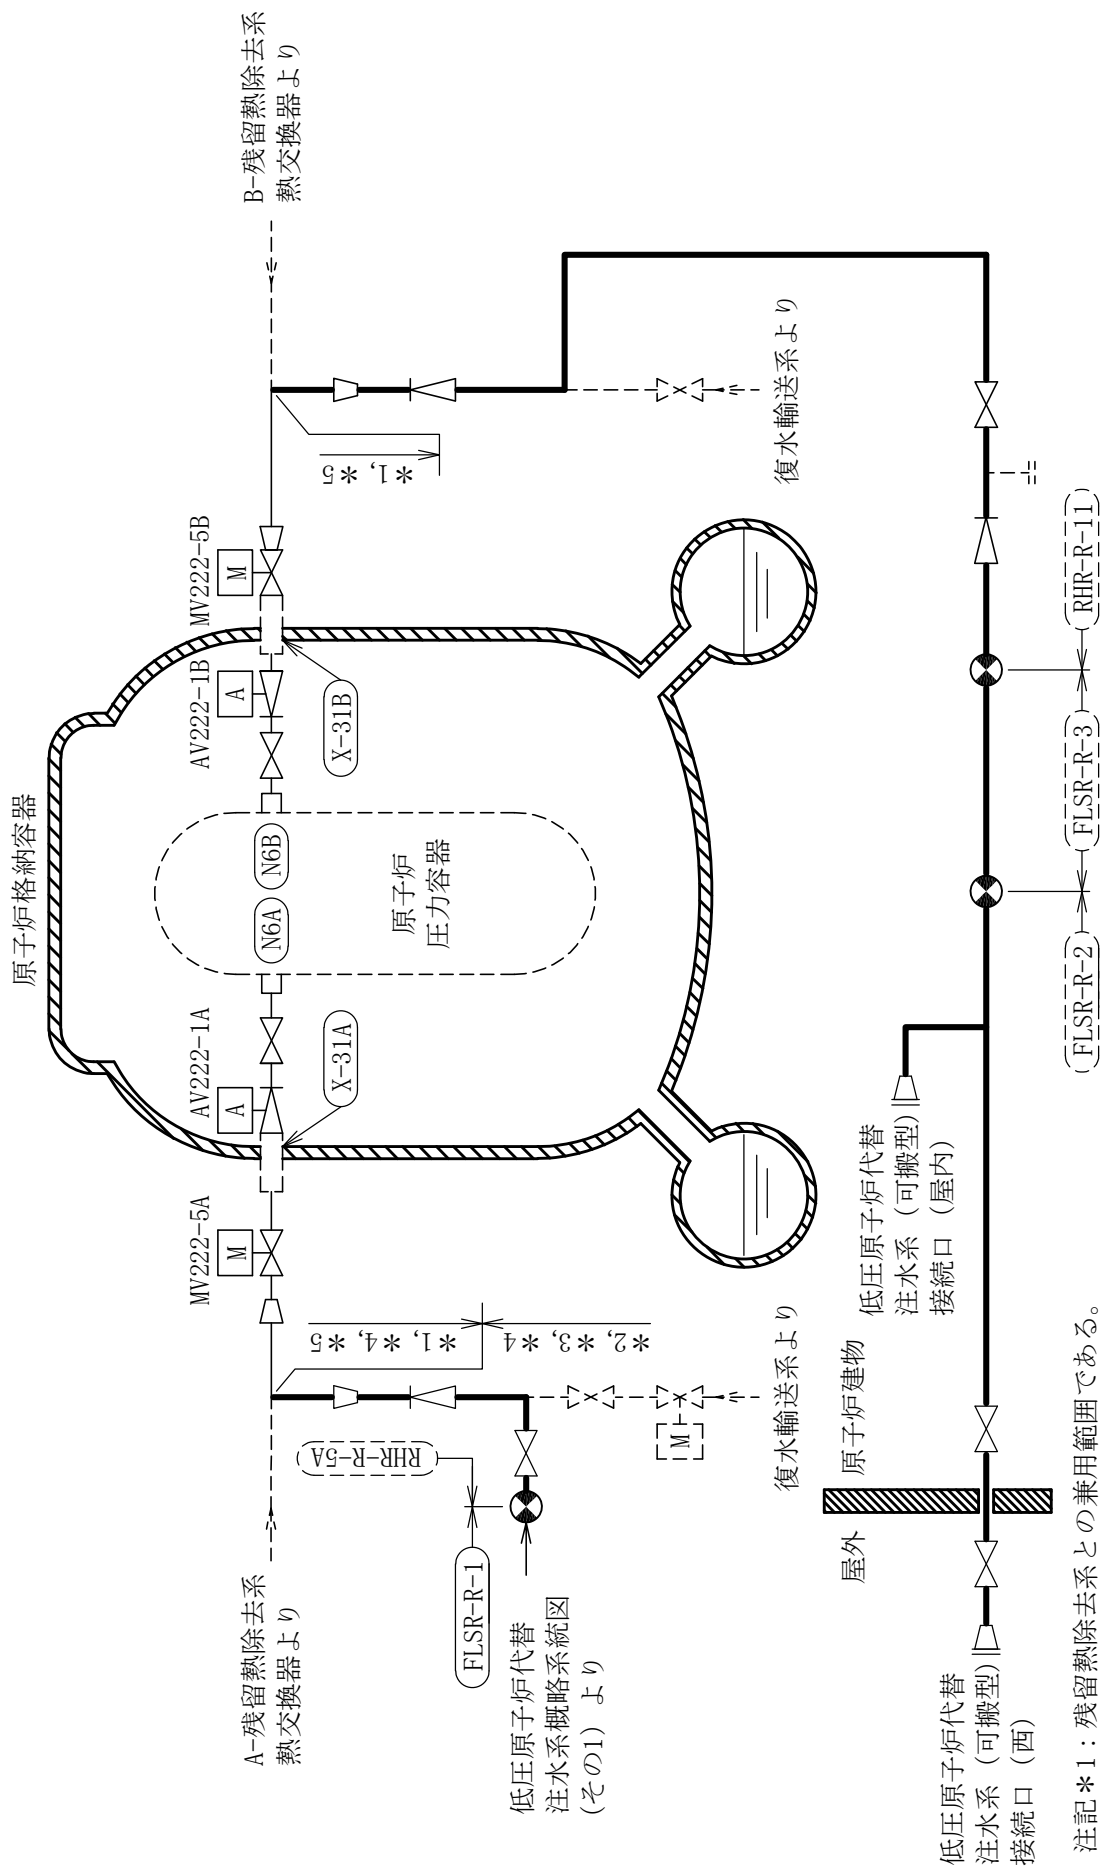 原子炉格納容器
A-残留熱除去系
熱交換器より
MV222-5A
M
AV222-1A
A
X-31A
N6A
N6B
原子炉
圧力容器
AV222-1B
A
X-31B
MV222-5B
M
B-残留熱除去系
熱交換器より
*1, *4, *5
*2, *3, *4
*1, *5
RHR-R-5A
FLSR-R-1
低圧原子炉代替
注水系概略系統図
(その1) より
M
復水輸送系より
復水輸送系より
屋外
原子炉建物
低圧原子炉代替
注水系（可搬型）
接続口（屋内）
低圧原子炉代替
注水系（可搬型）
接続口（西）
FLSR-R-2
FLSR-R-3
RHR-R-11
注記*1：残留熱除去系との兼用範囲である。